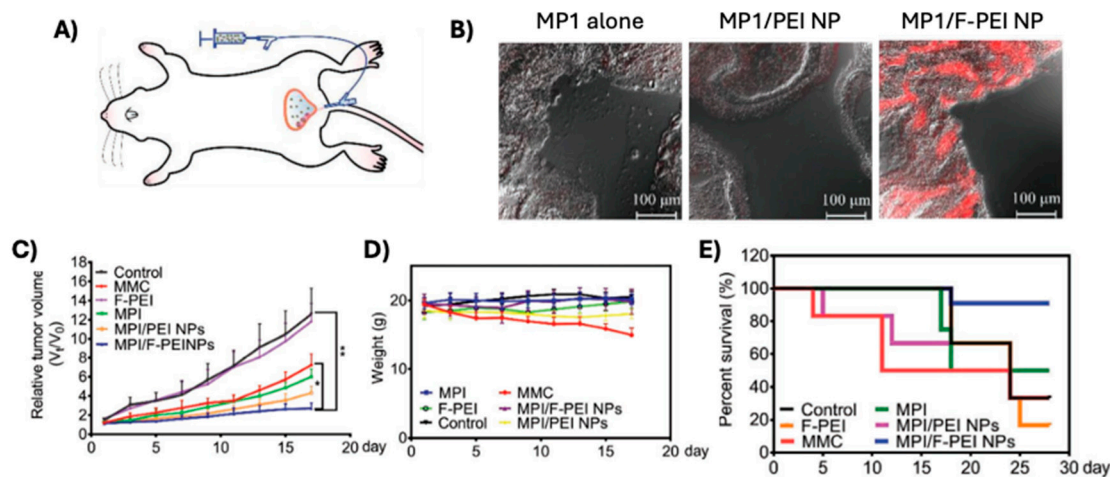 A)
B)
MP1 alone
MP1/PEI NP
MP1/F-PEI NP
100 μm
100 μm
100 μm
C)
Relative tumor volume
(Vt/V0)
18
16
14
12
10
8
6
4
2
0
Control
MMC
F-PEI
MPI
MPI/PEI NPs
MPI/F-PEINPs
**
*
0 5 10 15 20 day
D)
Weight (g)
20
0
MPI
F-PEI
Control
MMC
MPI/F-PEI NPs
MPI/PEI NPs
0 5 10 15 20 day
E)
Percent survival (%)
120
100
80
60
40
20
0
Control
F-PEI
MMC
MPI
MPI/PEI NPs
MPI/F-PEI NPs
0 5 10 15 20 25 30 day